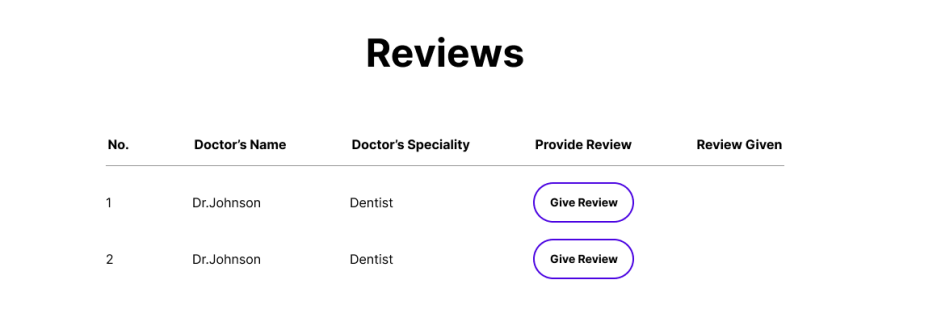 Reviews
No. Doctor’s Name Doctor’s Speciality Provide Review Review Given
1 Dr.Johnson Dentist Give Review
2 Dr.Johnson Dentist Give Review